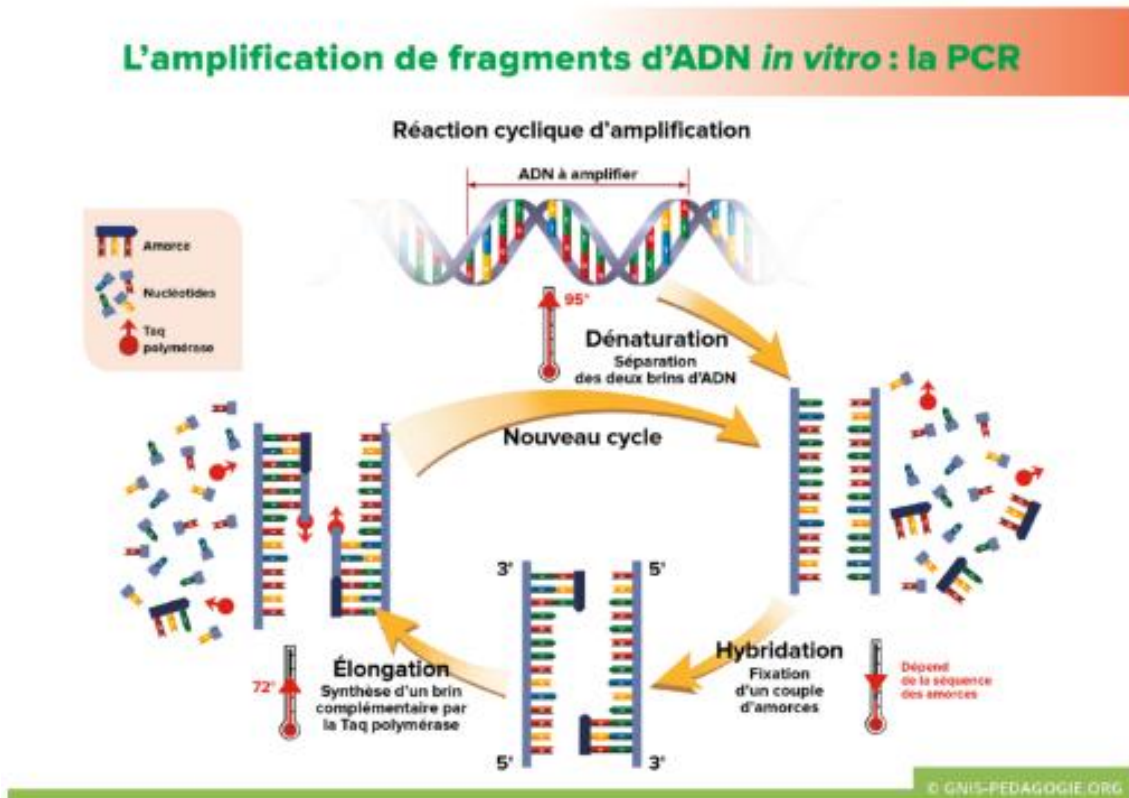 L'amplification de fragments d'ADN in vitro : la PCR
Réaction cyclique d'amplification
ADN à amplifier
Amorce
Nucléotides
Taq
polymérase
95°
Dénaturation
Séparation
des deux brins d'ADN
Nouveau cycle
3'
5'
Hybridation
Fixation
d'un couple
d'amorces
Dépend
de la séquence
des amorces
72°
Élongation
Synthèse d'un brin
complémentaire par
la Taq polymérase
5'
3'
© GNIS-PEDAGOGIE.ORG